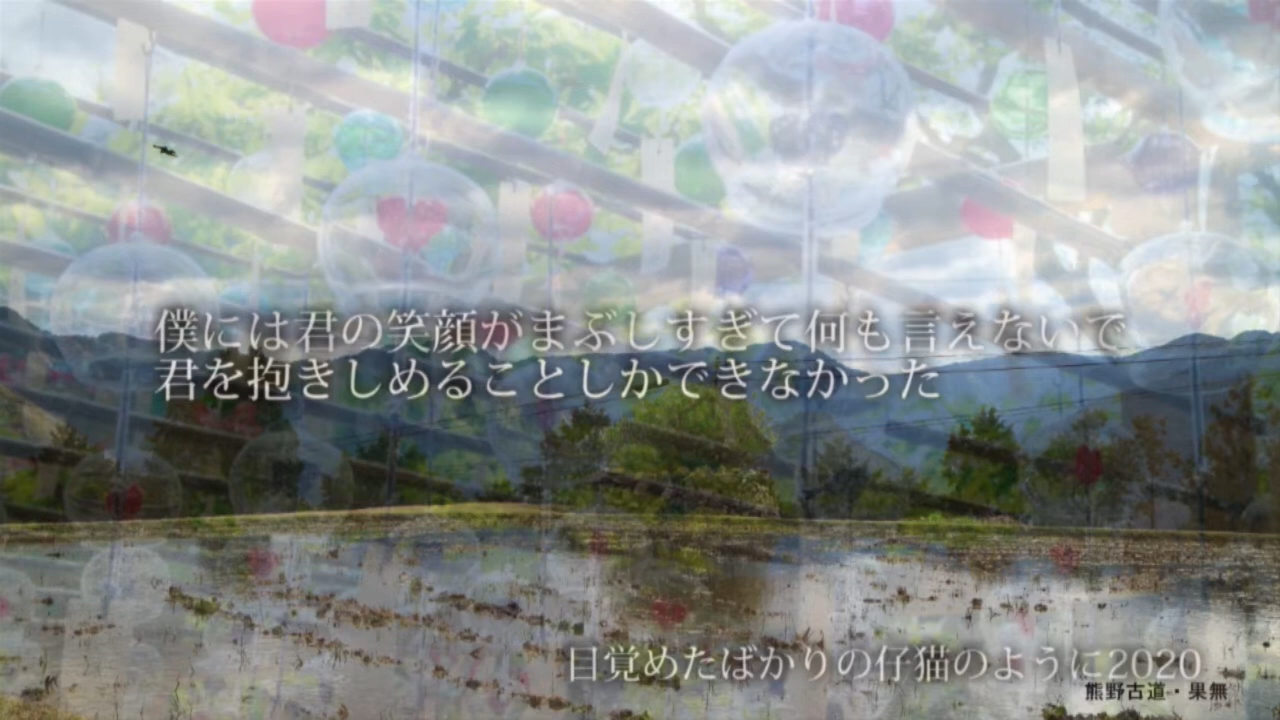 僕には君の笑顔がまぶしすぎて何も言えないで
君を抱きしめることしかできなかった
目覚めたばかりの仔猫のように2020
熊野古道・果無